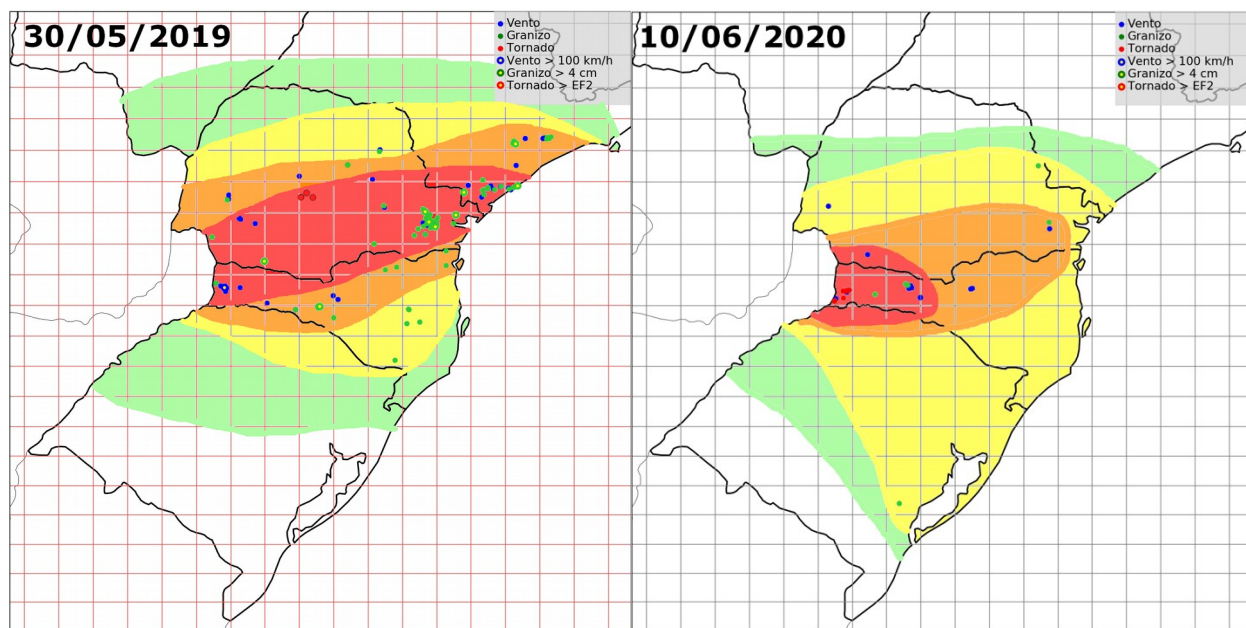 30/05/2019
Vento
Granizo
Tornado
Vento > 100 km/h
Granizo > 4 cm
Tornado > EF2
10/06/2020
Vento
Granizo
Tornado
Vento > 100 km/h
Granizo > 4 cm
Tornado > EF2